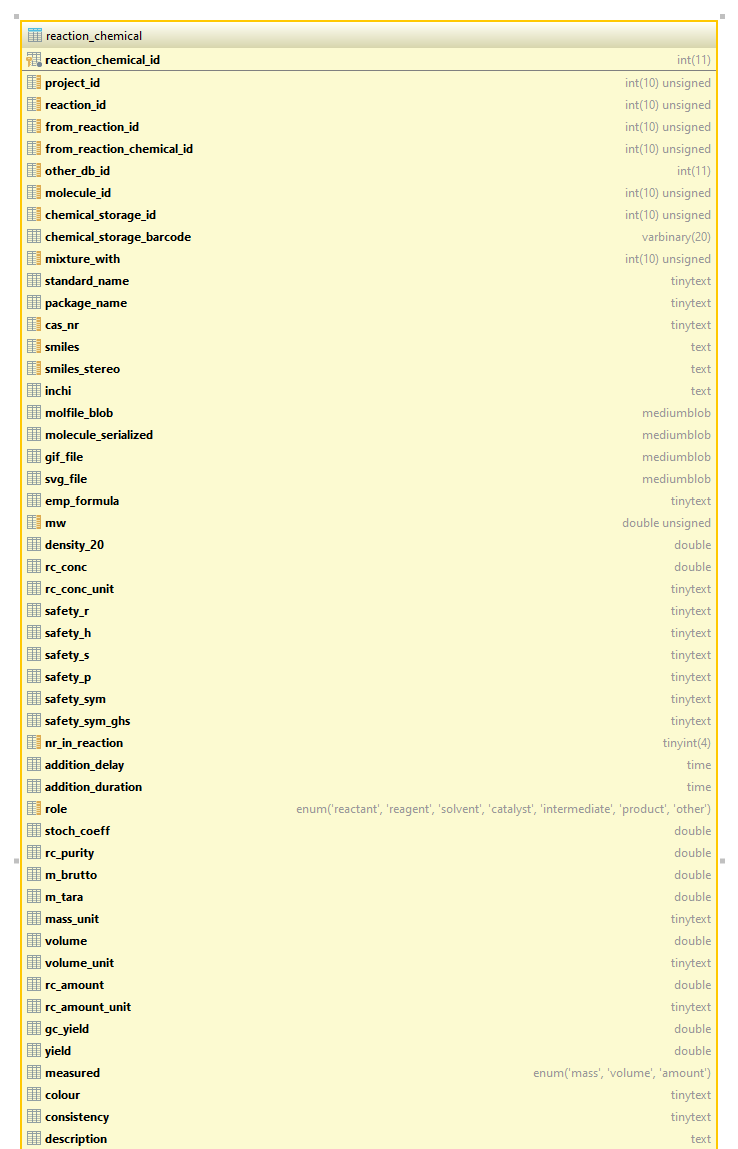 reaction_chemical
reaction_chemical_id int(11)
project_id int(10) unsigned
reaction_id int(10) unsigned
from_reaction_id int(10) unsigned
from_reaction_chemical_id int(10) unsigned
other_db_id int(11)
molecule_id int(10) unsigned
chemical_storage_id int(10) unsigned
chemical_storage_barcode varbinary(20)
mixture_with int(10) unsigned
standard_name tinytext
package_name tinytext
cas_nr tinytext
smiles text
smiles_stereo text
inchi text
molfile_blob mediumblob
molecule_serialized mediumblob
gif_file mediumblob
svg_file mediumblob
emp_formula tinytext
mw double unsigned
density_20 double
rc_conc double
rc_conc_unit tinytext
safety_r tinytext
safety_h tinytext
safety_s tinytext
safety_p tinytext
safety_sym tinytext
safety_sym_ghs tinytext
nr_in_reaction tinyint(4)
addition_delay time
addition_duration time
role enum('reactant', 'reagent', 'solvent', 'catalyst', 'intermediate', 'product', 'other')
stoch_coeff double
rc_purity double
m_brutto double
m_tara double
mass_unit tinytext
volume double
volume_unit tinytext
rc_amount double
rc_amount_unit tinytext
gc_yield double
yield double
measured enum('mass', 'volume', 'amount')
colour tinytext
consistency tinytext
description text